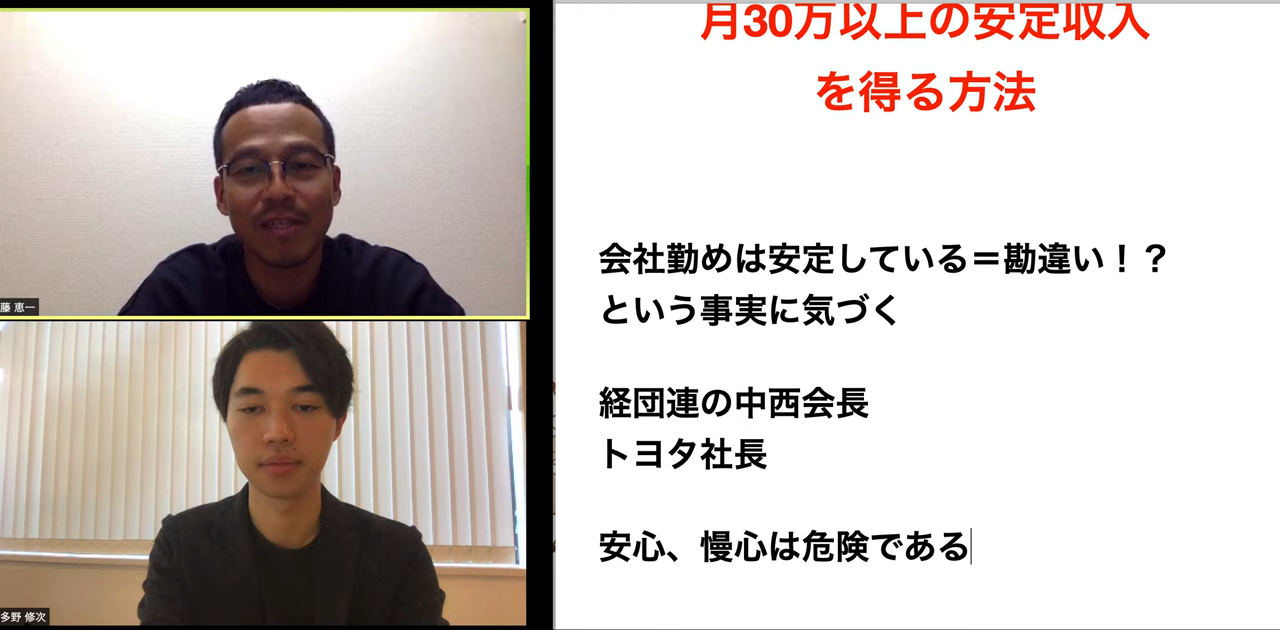 月30万以上の安定収入
を得る方法
会社勤めは安定している＝勘違い！？
という事実に気づく
経団連の中西会長
トヨタ社長
安心、慢心は危険である
藤 恵一
多野 修次